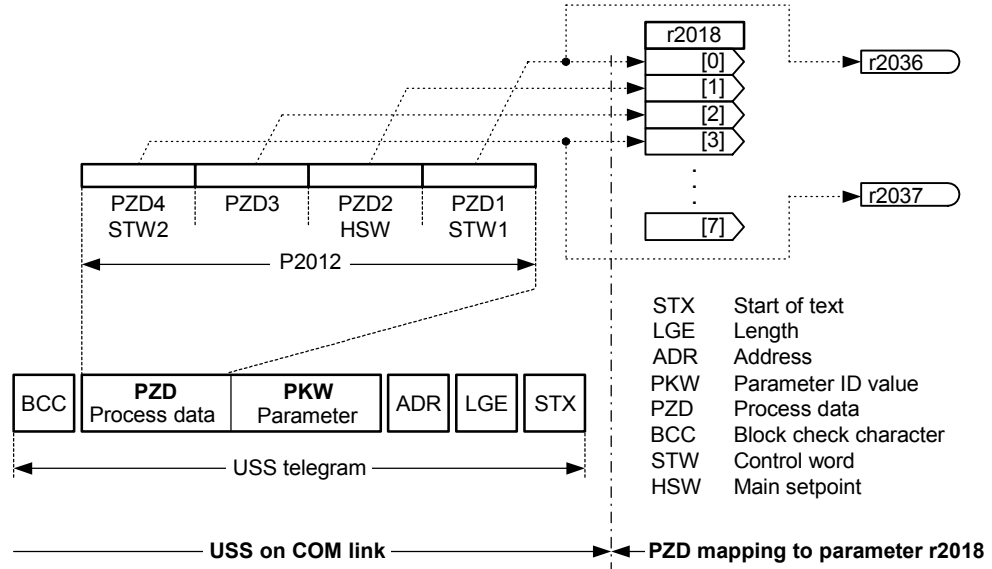 r2018
[0]
r2036
[1]
[2]
[3]
r2037
[7]
PZD4 PZD3 PZD2 PZD1
STW2 HSW STW1
P2012
STX Start of text
LGE Length
ADR Address
PKW Parameter ID value
PZD Process data
BCC Block check character
STW Control word
HSW Main setpoint
BCC PZD Process data PKW Parameter ADR LGE STX
USS telegram
USS on COM link PZD mapping to parameter r2018